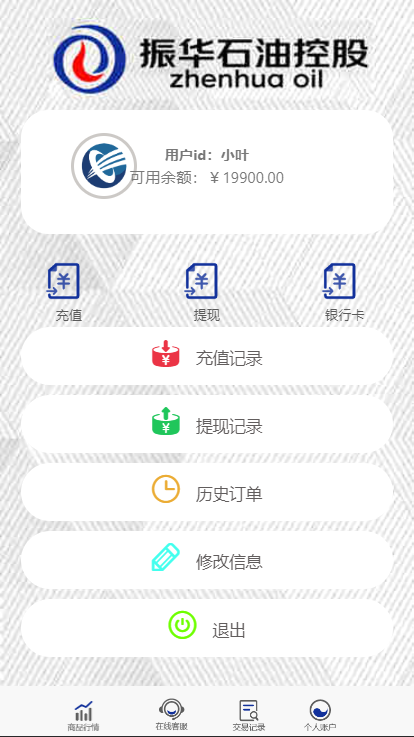 振华石油控股
zhenhua oil
用户id：小叶
可用余额：￥19900.00
充值 提现 银行卡
充值记录
提现记录
历史订单
修改信息
退出
商品行情 在线客服 交易记录 个人账户